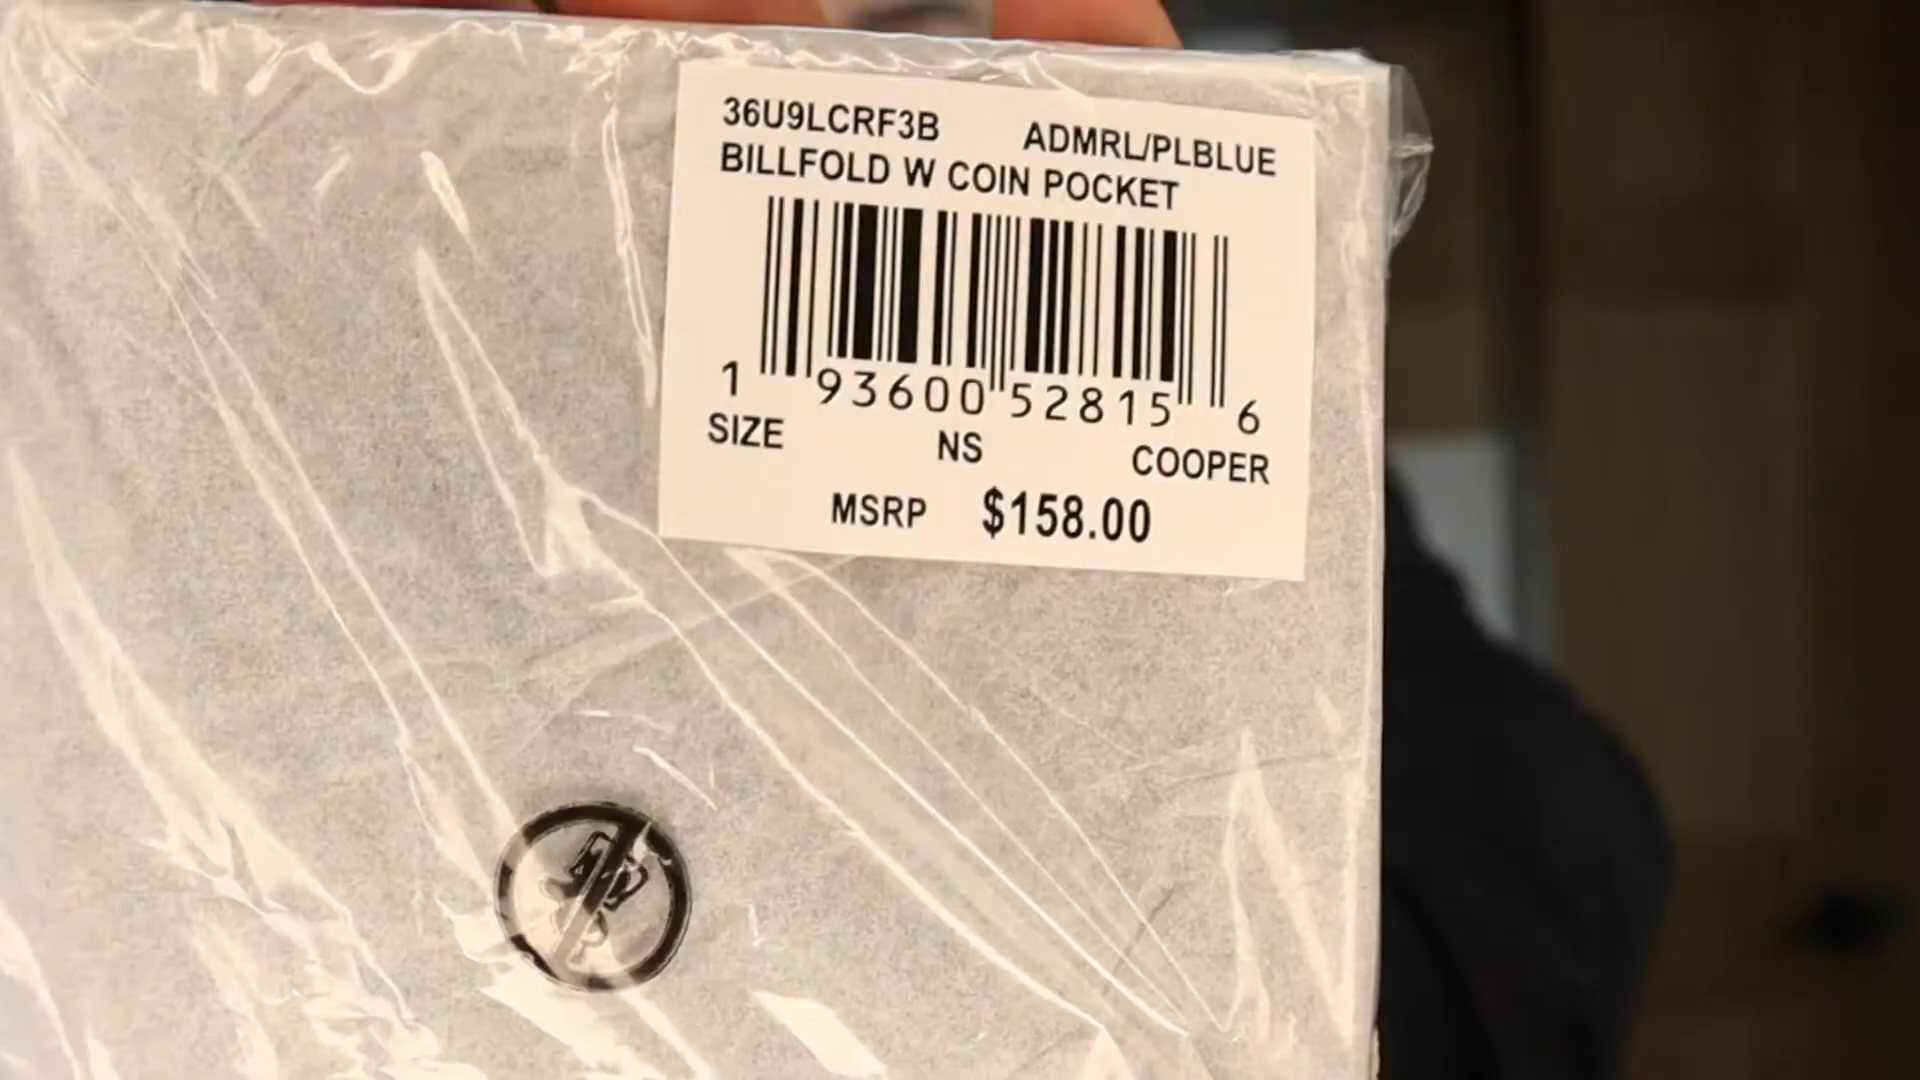 36U9LCRF3B ADMRL/PLBLUE
BILLFOLD W COIN POCKET
1 93600 52815 6
SIZE NS COOPER
MSRP $158.00